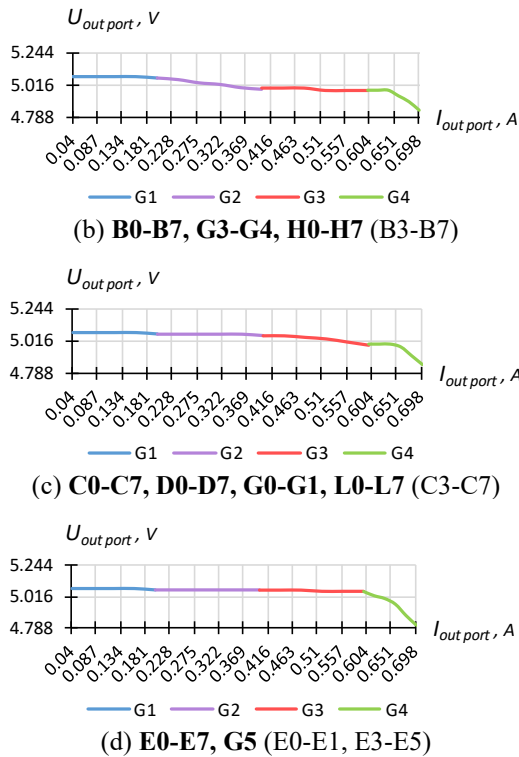 U out port , V
5.244
5.016
4.788
0.04 0.087 0.134 0.181 0.228 0.275 0.322 0.369 0.416 0.463 0.51 0.557 0.604 0.651 0.698
I out port , A
G1 G2 G3 G4
(b) B0-B7, G3-G4, H0-H7 (B3-B7)
U out port , V
5.244
5.016
4.788
0.04 0.087 0.134 0.181 0.228 0.275 0.322 0.369 0.416 0.463 0.51 0.557 0.604 0.651 0.698
I out port , A
G1 G2 G3 G4
(c) C0-C7, D0-D7, G0-G1, L0-L7 (C3-C7)
U out port , V
5.244
5.016
4.788
0.04 0.087 0.134 0.181 0.228 0.275 0.322 0.369 0.416 0.463 0.51 0.557 0.604 0.651 0.698
I out port , A
G1 G2 G3 G4
(d) E0-E7, G5 (E0-E1, E3-E5)